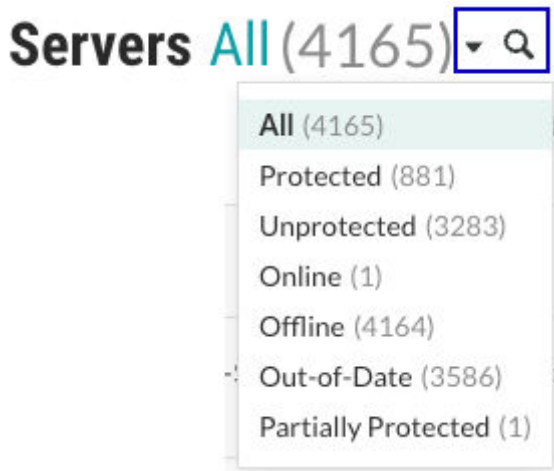 Servers All (4165)
All (4165)
Protected (881)
Unprotected (3283)
Online (1)
Offline (4164)
Out-of-Date (3586)
Partially Protected (1)